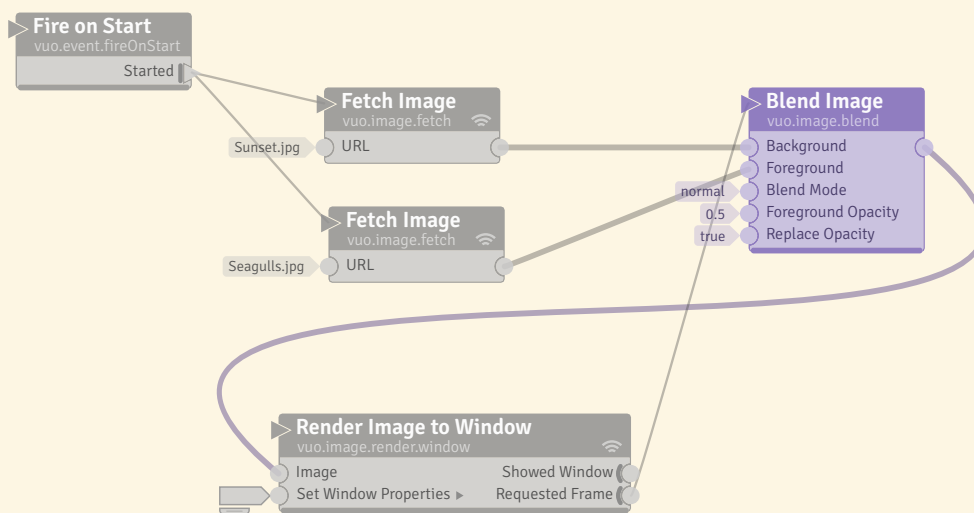 Fire on Start
vuo.event.fireOnStart
Started
Fetch Image
vuo.image.fetch
Sunset.jpg
URL
Fetch Image
vuo.image.fetch
Seagulls.jpg
URL
Blend Image
vuo.image.blend
Background
Foreground
normal
Blend Mode
0.5
Foreground Opacity
true
Replace Opacity
Render Image to Window
vuo.image.render.window
Image
Showed Window
Set Window Properties
Requested Frame